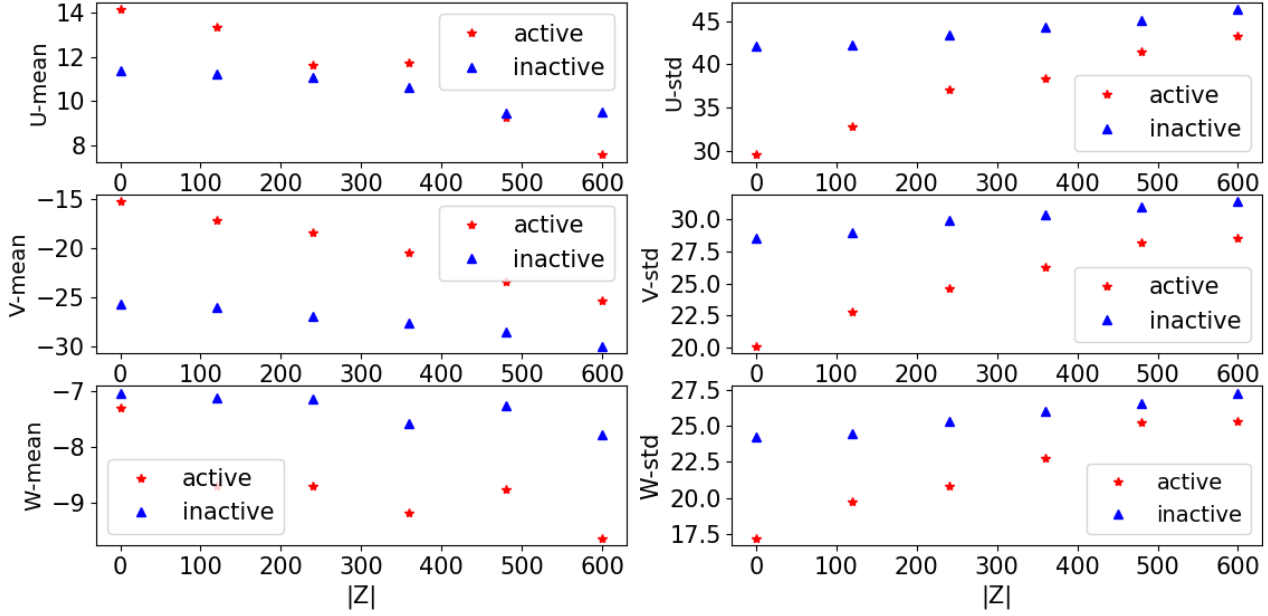 U-mean
14
12
10
8
active
inactive
0 100 200 300 400 500 600
U-std
45
40
35
30
active
inactive
0 100 200 300 400 500 600
V-mean
−15
−20
−25
−30
active
inactive
0 100 200 300 400 500 600
V-std
30.0
27.5
25.0
22.5
20.0
active
inactive
0 100 200 300 400 500 600
W-mean
−7
−8
−9
active
inactive
0 100 200 300 400 500 600
|Z|
W-std
27.5
25.0
22.5
20.0
17.5
active
inactive
0 100 200 300 400 500 600
|Z|